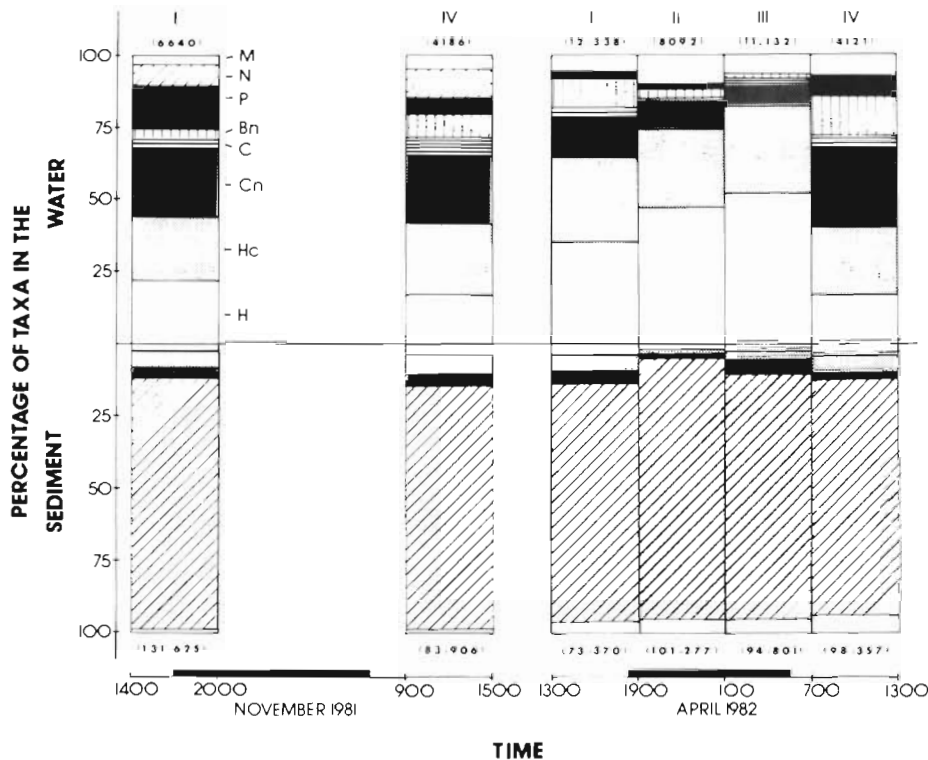 I IV I Ii III IV
(6640) (4186) (12.338) (8092) (11.132) (4121)
100
M
N
P
75
Bn
C
50
Cn
25
Hc
H
25
50
75
100
PERCENTAGE OF TAXA IN THE
SEDIMENT WATER
(131.625) (83.906) (73.370) (101.277) (94.801) (98.357)
1400 2000 900 1500 1300 1900 100 700 1300
NOVEMBER 1981 APRIL 1982
TIME